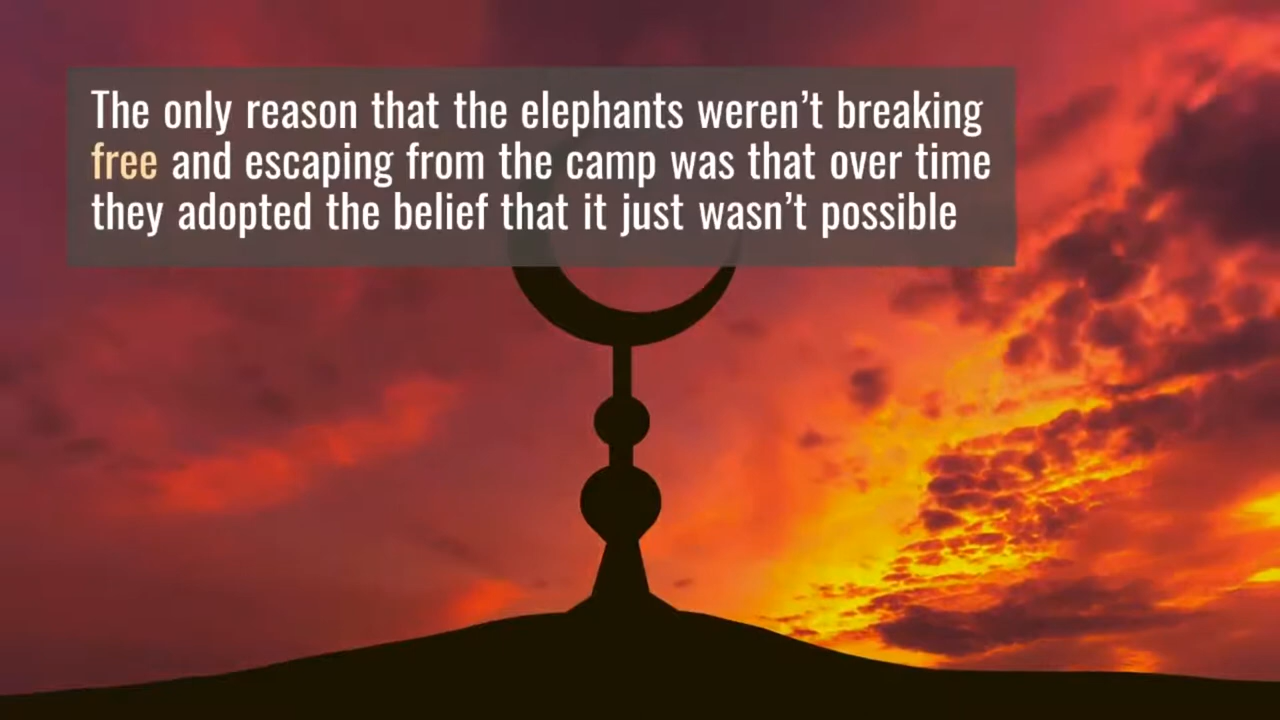 The only reason that the elephants weren’t breaking
free and escaping from the camp was that over time
they adopted the belief that it just wasn’t possible